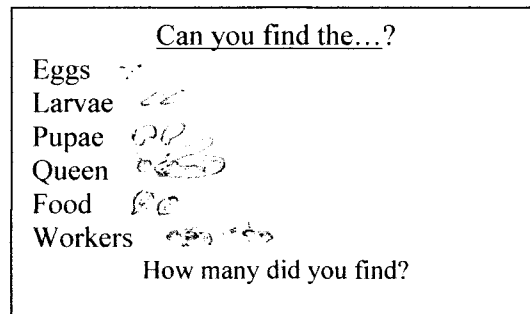 Can you find the...?
Eggs
Larvae
Pupae
Queen
Food
Workers
How many did you find?